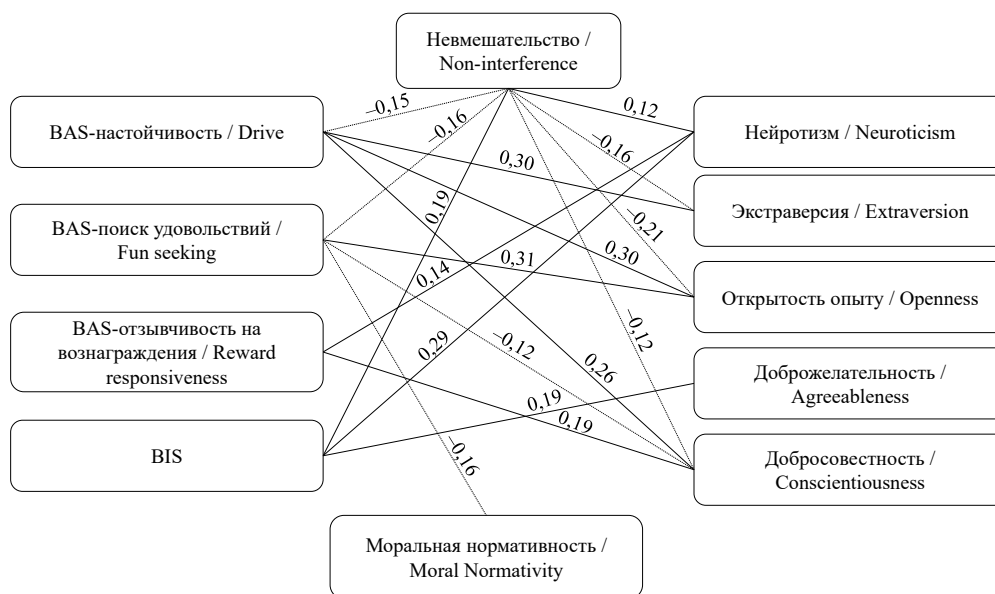 Невмешательство /
Non-interference
BAS-настойчивость / Drive
BAS-поиск удовольствий /
Fun seeking
BAS-отзывчивость на
вознаграждения / Reward
responsiveness
BIS
Нейротизм / Neuroticism
Экстраверсия / Extraversion
Открытость опыту / Openness
Доброжелательность /
Agreeableness
Добросовестность /
Conscientiousness
Моральная нормативность /
Moral Normativity
–0,15
0,12
–0,16
–0,16
0,30
0,19
–0,21
0,30
0,31
0,14
–0,12
0,29
–0,12
0,26
0,19
0,19
–0,16